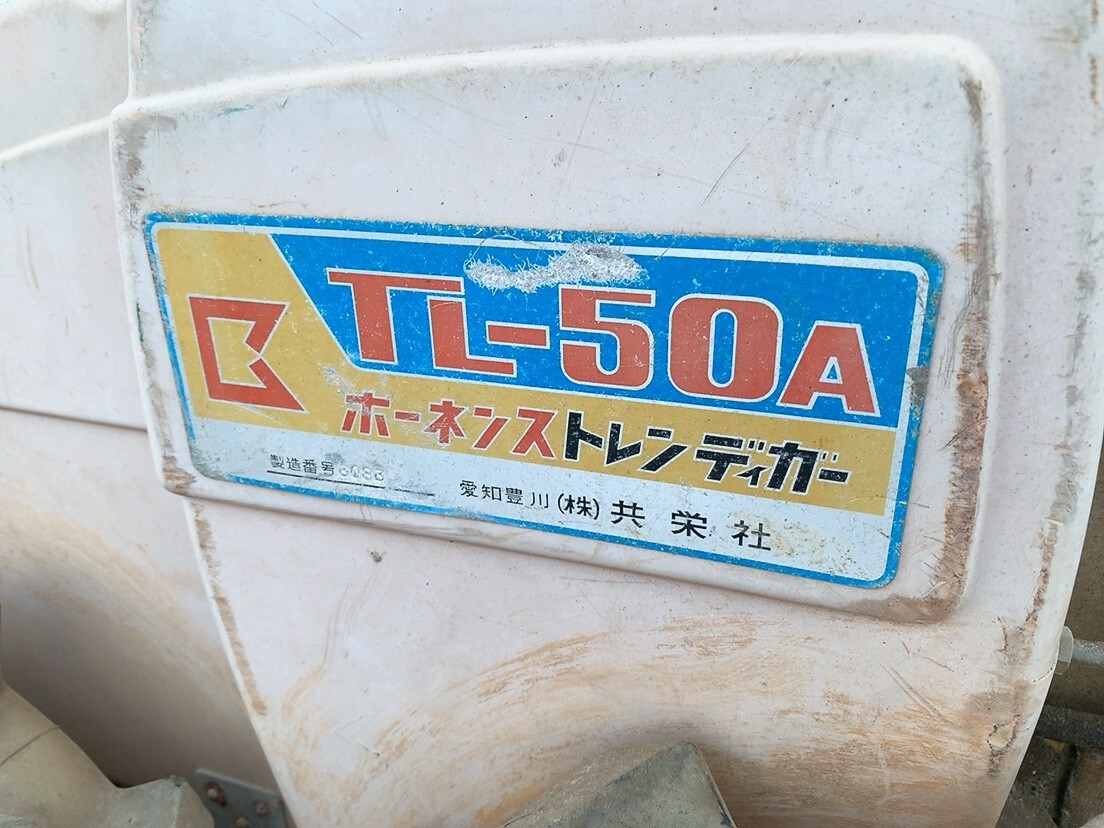 TL-50A
ホーネンストレンディガー
製造番号
愛知豊川(株)共栄社